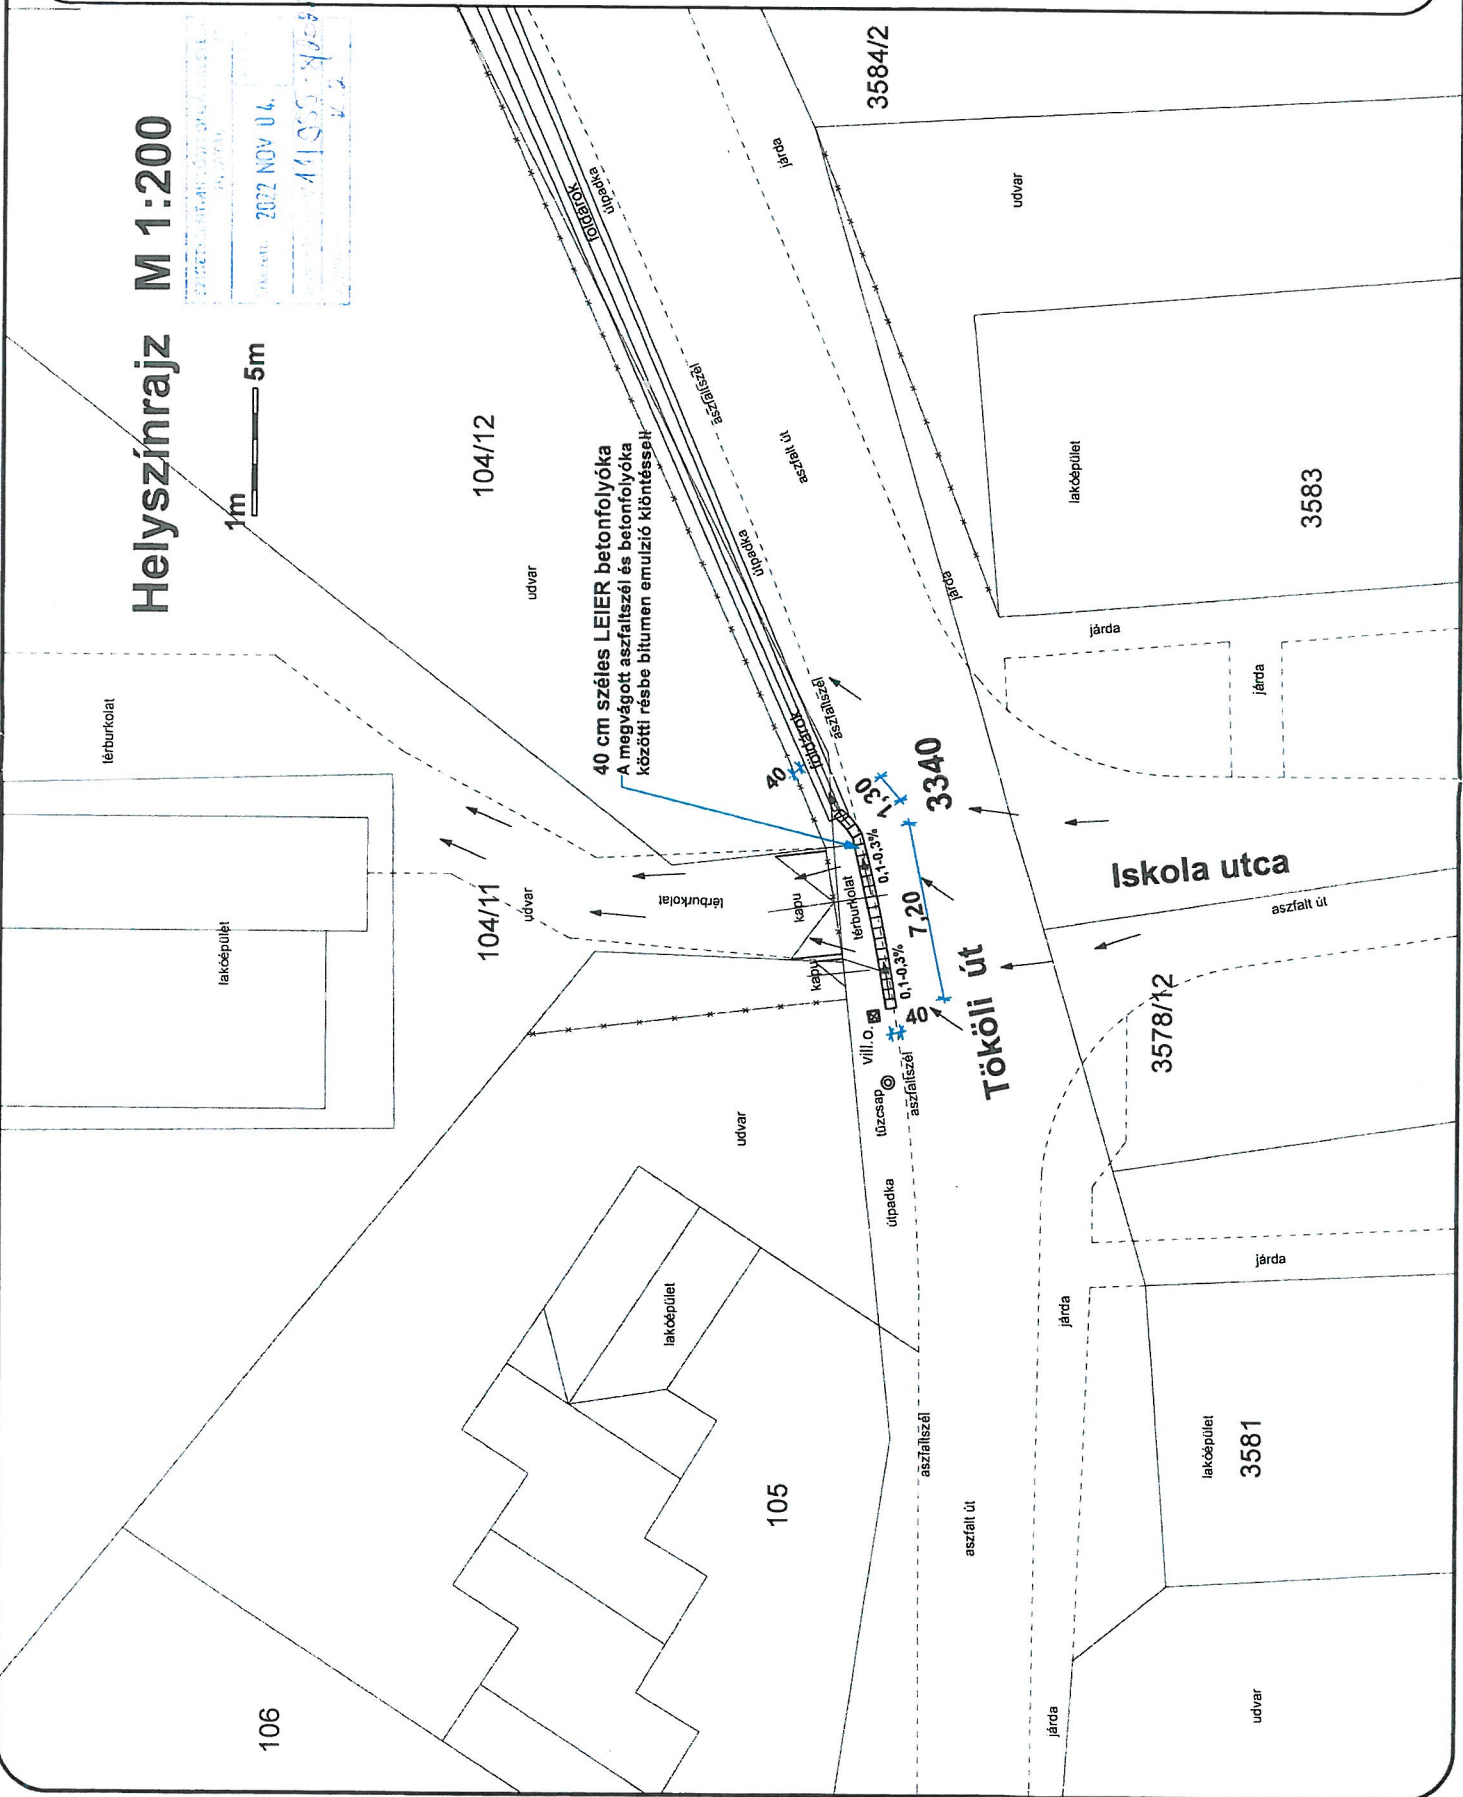 Helyszínrajz M 1:200
1m
5m
2022 NOV 04.
106
105
104/11
104/12
3584/2
3583
3340
3578/12
3581
lakóépület
térburkolat
udvar
udvar
40 cm széles LEIER betonfolyóka
A megvágott aszfaltszél és betonfolyóka
közötti résbe bitumen emulzió kiöntéssell
lakóépület
udvar
térburkolat
kapu
kapu
térburkolat
földárok
útpadka
aszfaltszél
aszfalt út
útpadka
földárok
aszfaltszél
40
1,30
0,1-0,3%
7,20
0,1-0,3%
40
vill.o.
tűzcsap
aszfaltszél
útpadka
Tököli út
Iskola utca
aszfalt út
aszfaltszél
aszfalt út
járda
udvar
lakóépület
járda
járda
járda
járda
járda
lakóépület
járda
udvar